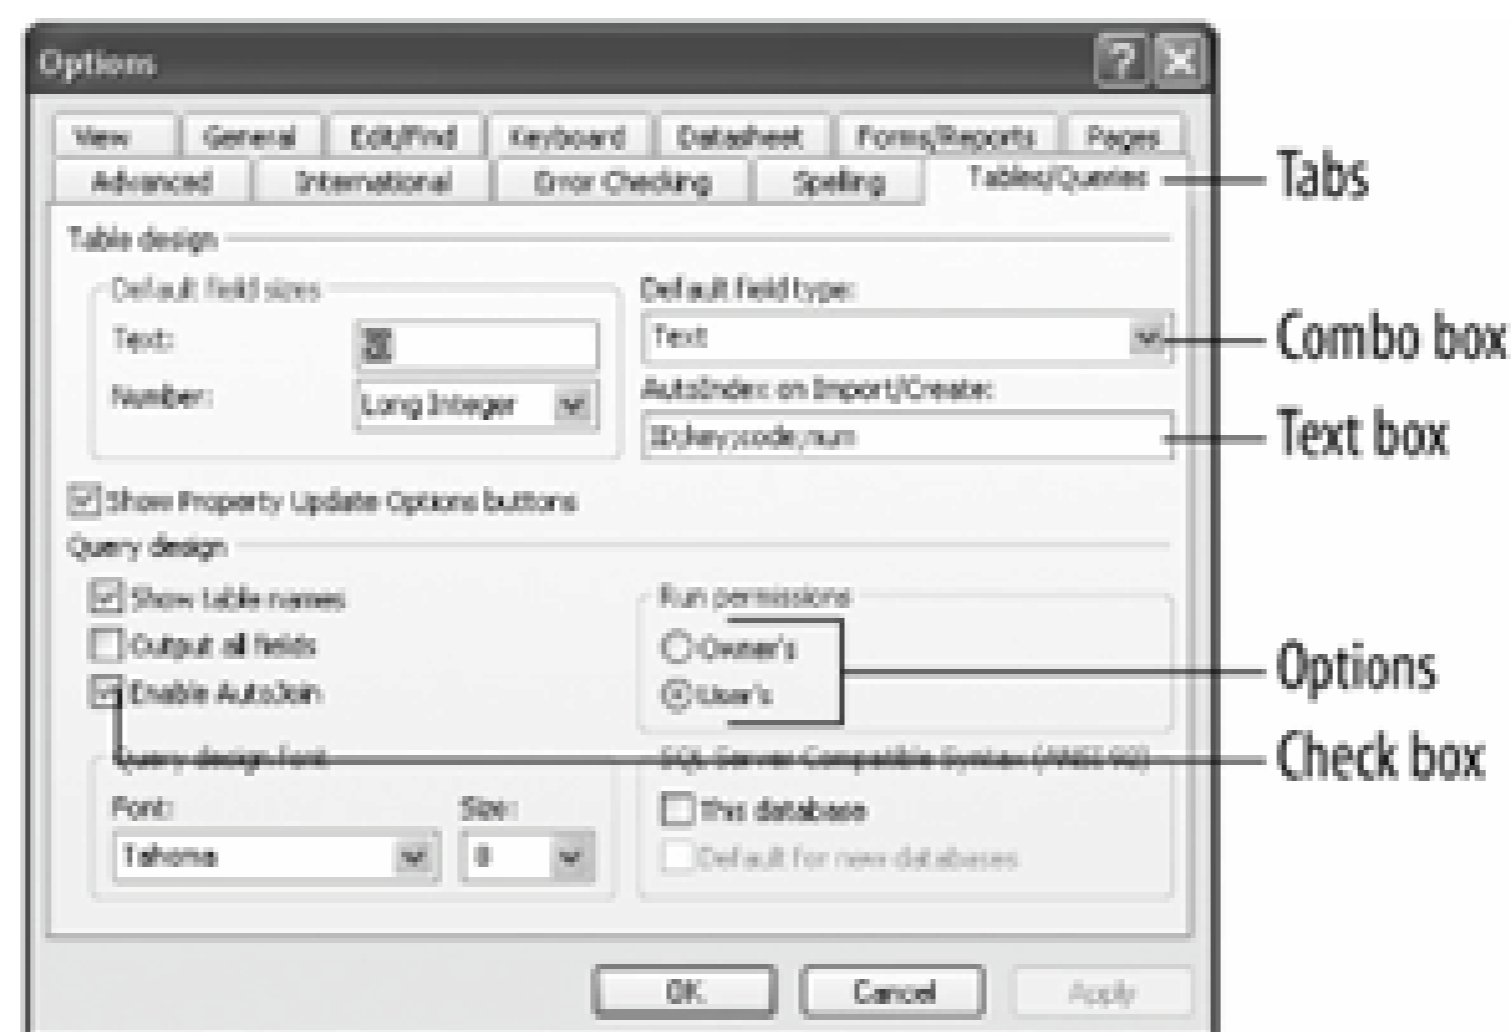 Options
View General Edit/Find Keyboard Datasheet Forms/Reports Pages
Advanced International Error Checking Spelling Tables/Queries
Tabs
Table design
Default field sizes
Text:
Number: Long Integer
Default field type:
Text
Combo box
AutoIndex on Import/Create:
ID;key;code;num
Text box
Show Property Update Options buttons
Query design
Show table names
Output all fields
Enable AutoJoin
Run permissions
Owner's
User's
Options
Check box
Query design font
Font: Size:
Tahoma 8
SQL Server Compatible Syntax (ANSI 92)
This database
Default for new databases
OK Cancel Apply